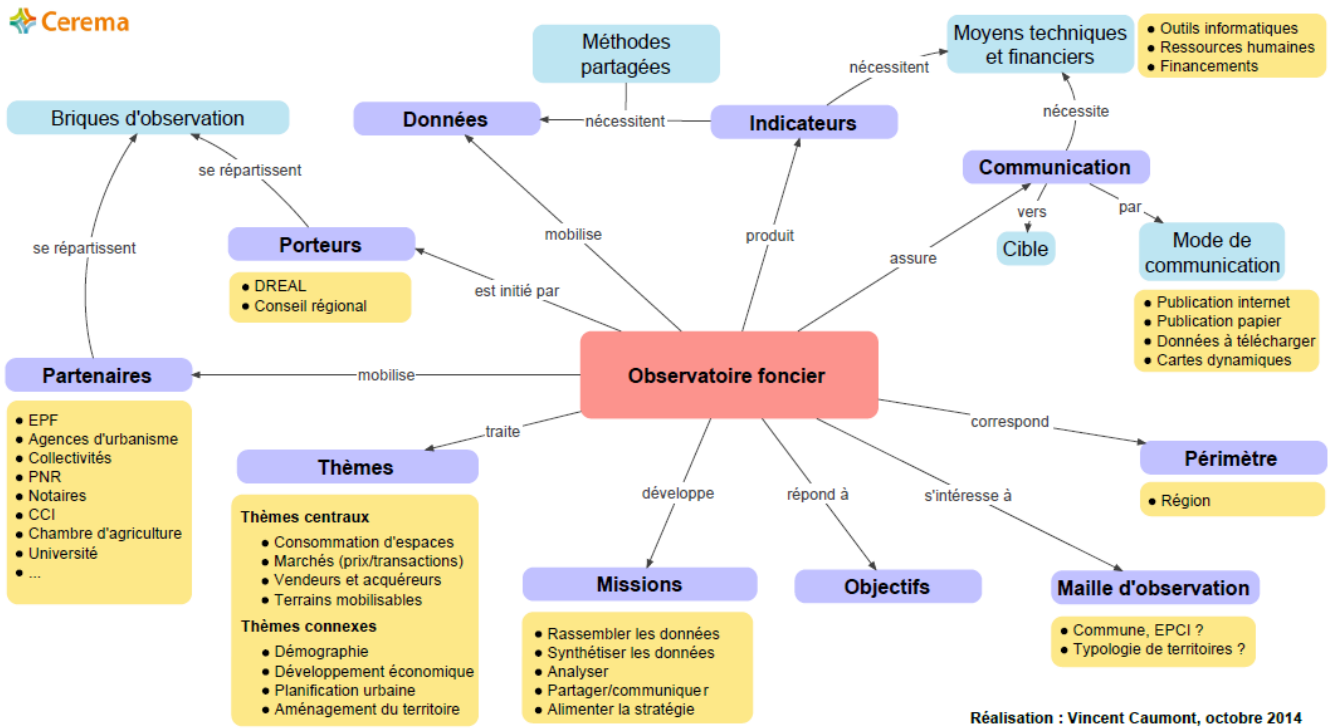 Cerema
Méthodes
partagées
Moyens techniques
et financiers
● Outils informatiques
● Ressources humaines
● Financements
nécessitent
Briques d'observation
Données
nécessitent
Indicateurs
nécessite
se répartissent
Communication
se répartissent
Porteurs
● DREAL
● Conseil régional
est initié par
mobilise
produit
assure
vers
par
Cible
Mode de
communication
● Publication internet
● Publication papier
● Données à télécharger
● Cartes dynamiques
Partenaires
mobilise
Observatoire foncier
● EPF
● Agences d'urbanisme
● Collectivités
● PNR
● Notaires
● CCI
● Chambre d'agriculture
● Université
● ...
traite
Thèmes
Thèmes centraux
● Consommation d'espaces
● Marchés (prix/transactions)
● Vendeurs et acquéreurs
● Terrains mobilisables
Thèmes connexes
● Démographie
● Développement économique
● Planification urbaine
● Aménagement du territoire
développe
Missions
● Rassembler les données
● Synthétiser les données
● Analyser
● Partager/communiquer
● Alimenter la stratégie
répond à
Objectifs
s'intéresse à
Maille d'observation
● Commune, EPCI ?
● Typologie de territoires ?
correspond
Périmètre
● Région
Réalisation : Vincent Caumont, octobre 2014